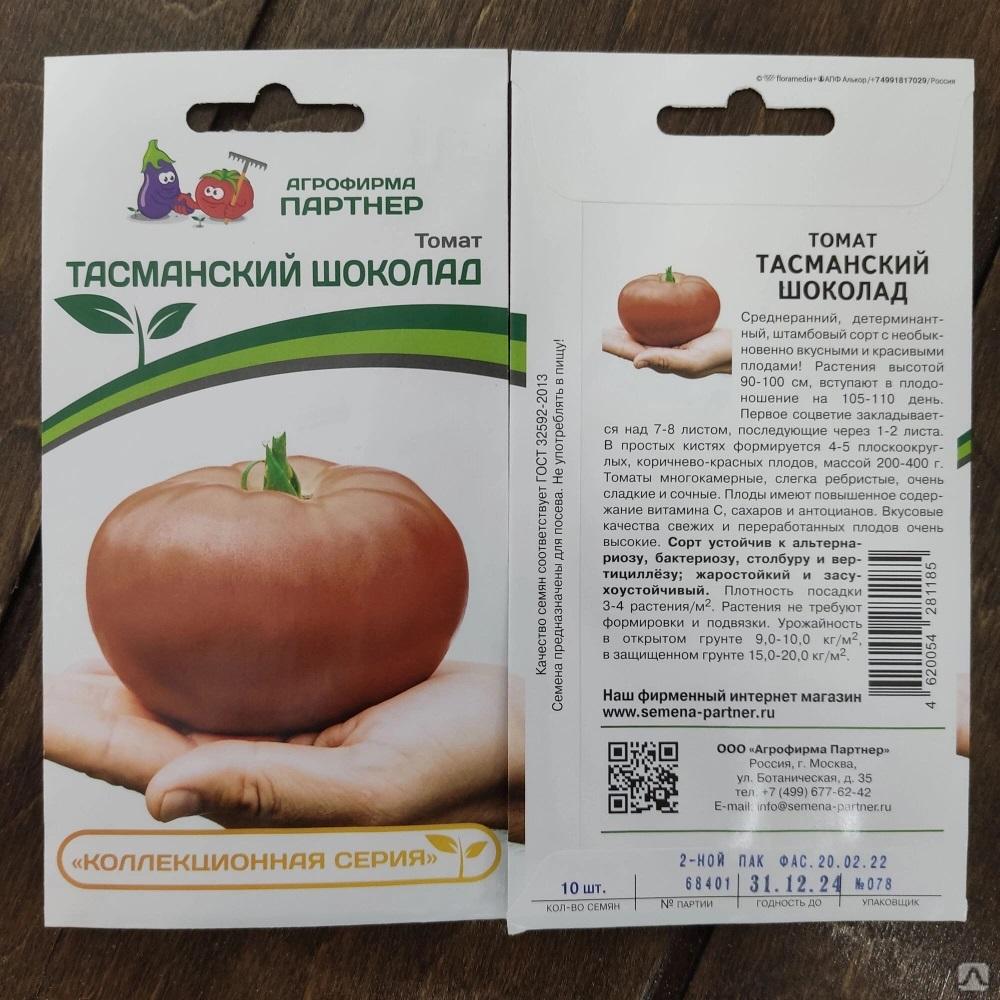 АГРОФИРМА
ПАРТНЕР
Томат
ТАСМАНСКИЙ ШОКОЛАД
«КОЛЛЕКЦИОННАЯ СЕРИЯ»
© floramedia+АПФ Алькор/+74991817029/Россия
ТОМАТ
ТАСМАНСКИЙ
ШОКОЛАД
Среднеранний, детерминант-
ный, штамбовый сорт с необык-
новенно вкусными и красивыми
плодами! Растения высотой
90-100 см, вступают в плодо-
ношение на 105-110 день.
Первое соцветие закладывает-
ся над 7-8 листом, последующие через 1-2 листа.
В простых кистях формируется 4-5 плоскоокруг-
лых, коричнево-красных плодов, массой 200-400 г.
Томаты многокамерные, слегка ребристые, очень
сладкие и сочные. Плоды имеют повышенное содер-
жание витамина С, сахаров и антоцианов. Вкусовые
качества свежих и переработанных плодов очень
высокие. Сорт устойчив к альтерна-
риозу, бактериозу, столбуру и вер-
тициллёзу; жаростойкий и засу-
хоустойчивый. Плотность посадки
3-4 растения/м². Растения не требуют
формировки и подвязки. Урожайность
в открытом грунте 9,0-10,0 кг/м²,
в защищенном грунте 15,0-20,0 кг/м².
4 620054 281185
Качество семян соответствует ГОСТ 32592-2013
Семена предназначены для посева. Не употреблять в пищу!
Наш фирменный интернет магазин
www.semena-partner.ru
ООО «Агрофирма Партнер»
Россия, г. Москва,
ул. Ботаническая, д. 35
тел. +7 (499) 677-62-42
E-mail: info@semena-partner.ru
2-НОЙ ПАК ФАС.20.02.22
10 шт. 68401 31.12.24 №078
КОЛ-ВО СЕМЯН № ПАРТИИ ГОДНОСТЬ ДО УПАКОВЩИК